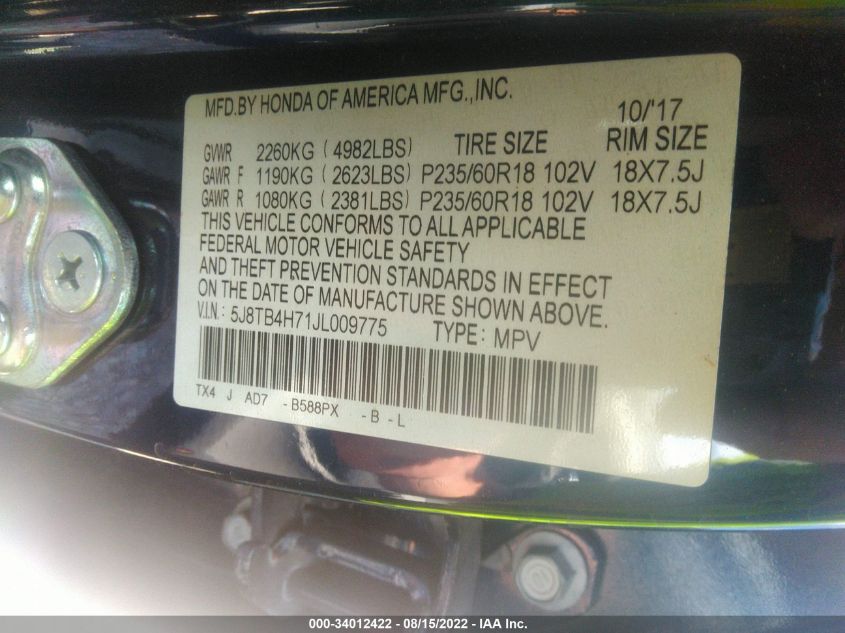 MFD.BY HONDA OF AMERICA MFG.,INC. 10/'17
GVWR 2260KG ( 4982LBS) TIRE SIZE RIM SIZE
GAWR F 1190KG ( 2623LBS) P235/60R18 102V 18X7.5J
GAWR R 1080KG ( 2381LBS) P235/60R18 102V 18X7.5J
THIS VEHICLE CONFORMS TO ALL APPLICABLE
FEDERAL MOTOR VEHICLE SAFETY
AND THEFT PREVENTION STANDARDS IN EFFECT
ON THE DATE OF MANUFACTURE SHOWN ABOVE.
V.I.N: 5J8TB4H71JL009775 TYPE: MPV
TX4 J AD7 -B588PX -B -L
000-34012422 - 08/15/2022 - IAA Inc.